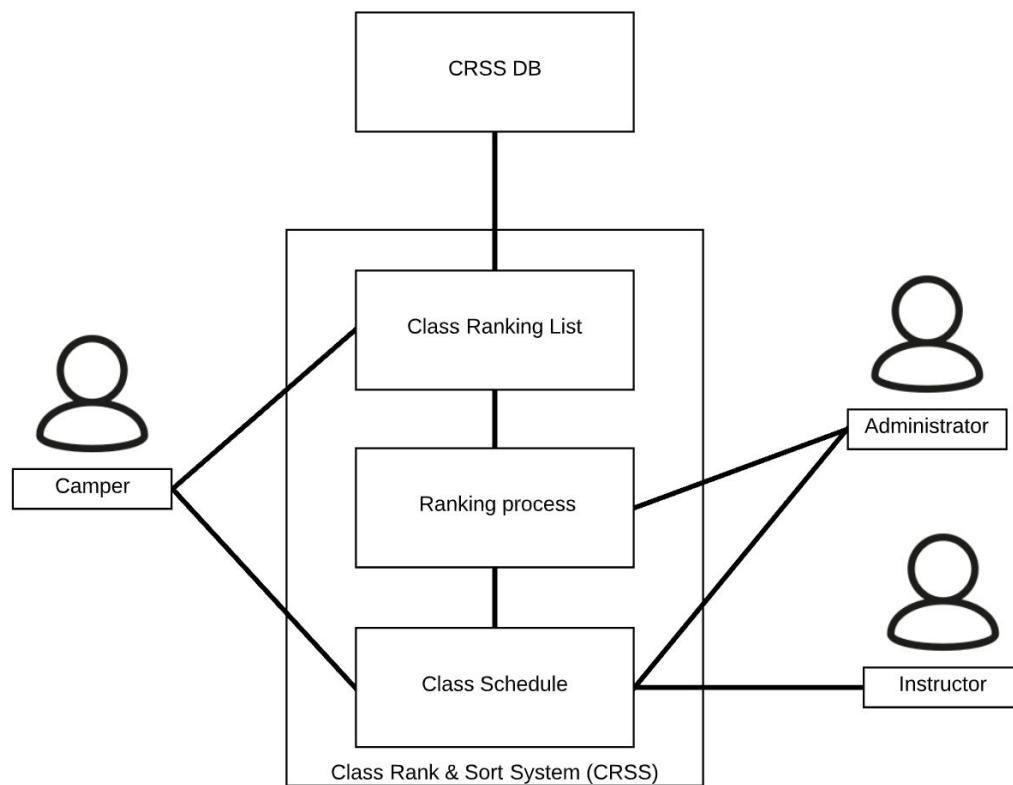 CRSS DB
Class Ranking List
Administrator
Camper
Ranking process
Class Schedule
Instructor
Class Rank & Sort System (CRSS)